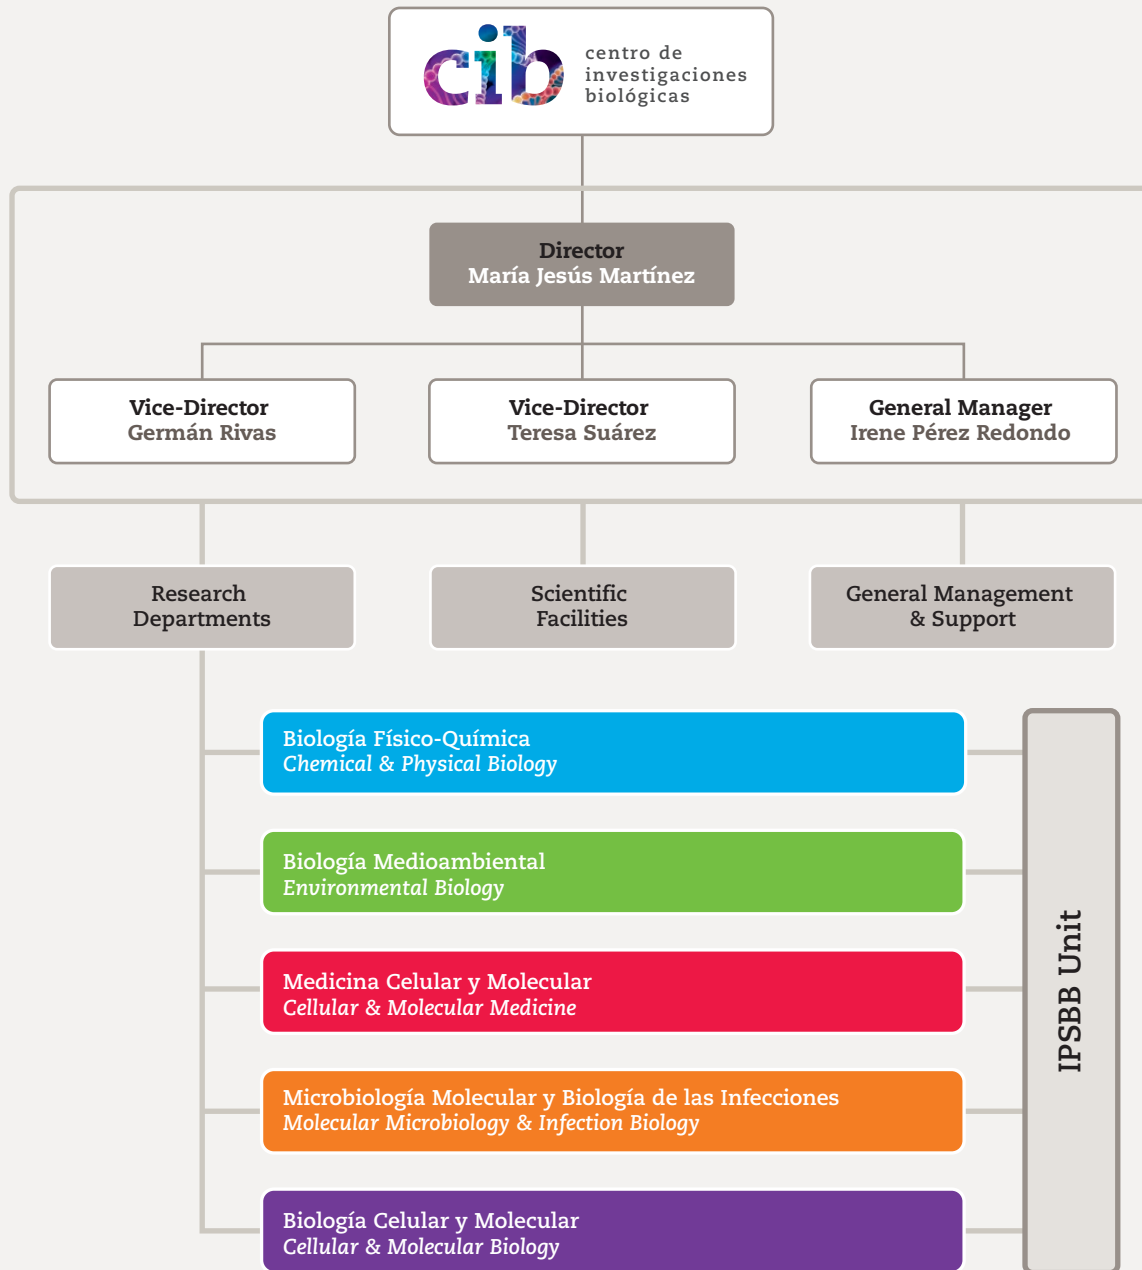 cib
centro de
investigaciones
biológicas
Director
María Jesús Martínez
Vice-Director
Germán Rivas
Vice-Director
Teresa Suárez
General Manager
Irene Pérez Redondo
Research
Departments
Scientific
Facilities
General Management
& Support
Biología Físico-Química
Chemical & Physical Biology
Biología Medioambiental
Environmental Biology
Medicina Celular y Molecular
Cellular & Molecular Medicine
Microbiología Molecular y Biología de las Infecciones
Molecular Microbiology & Infection Biology
Biología Celular y Molecular
Cellular & Molecular Biology
IPSBB Unit